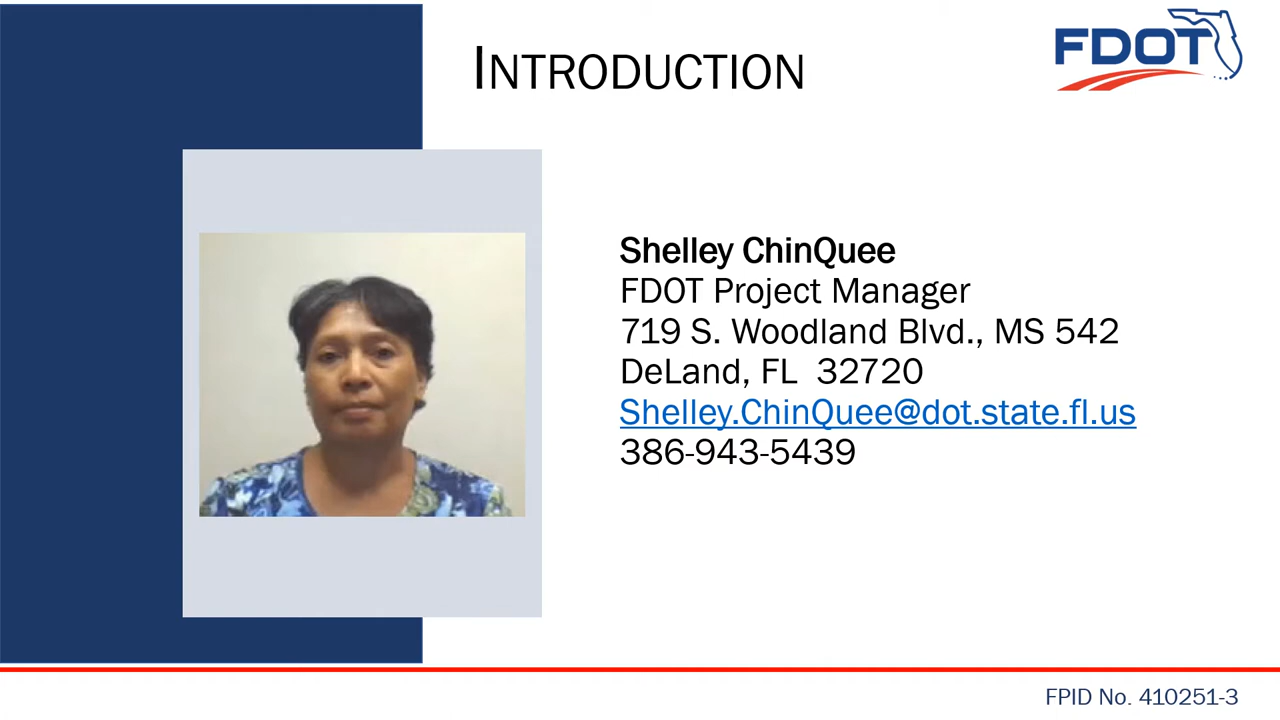 INTRODUCTION
FDOT
Shelley ChinQuee
FDOT Project Manager
719 S. Woodland Blvd., MS 542
DeLand, FL  32720
Shelley.ChinQuee@dot.state.fl.us
386-943-5439
FPID No. 410251-3